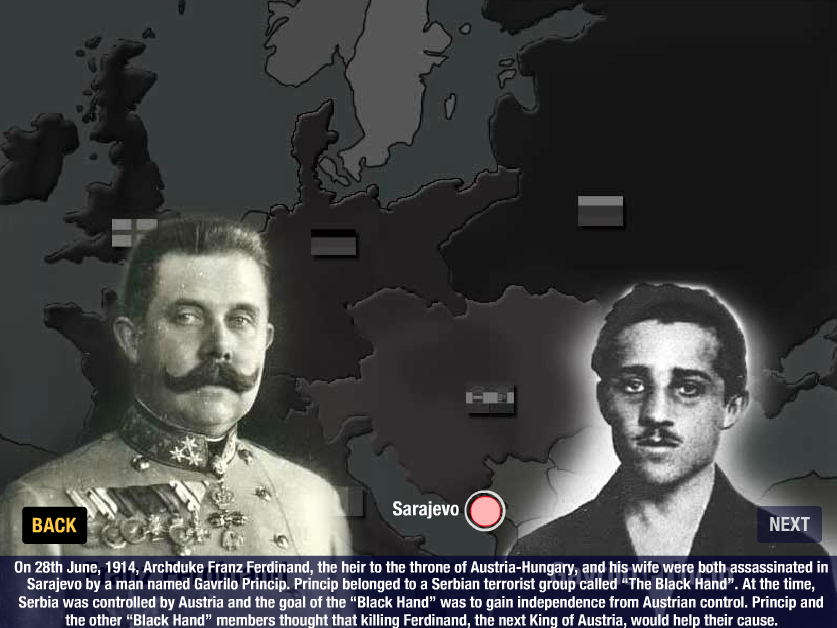 Sarajevo
BACK
NEXT
On 28th June, 1914, Archduke Franz Ferdinand, the heir to the throne of Austria-Hungary, and his wife were both assassinated in
Sarajevo by a man named Gavrilo Princip. Princip belonged to a Serbian terrorist group called “The Black Hand”. At the time,
Serbia was controlled by Austria and the goal of the “Black Hand” was to gain independence from Austrian control. Princip and
the other “Black Hand” members thought that killing Ferdinand, the next King of Austria, would help their cause.